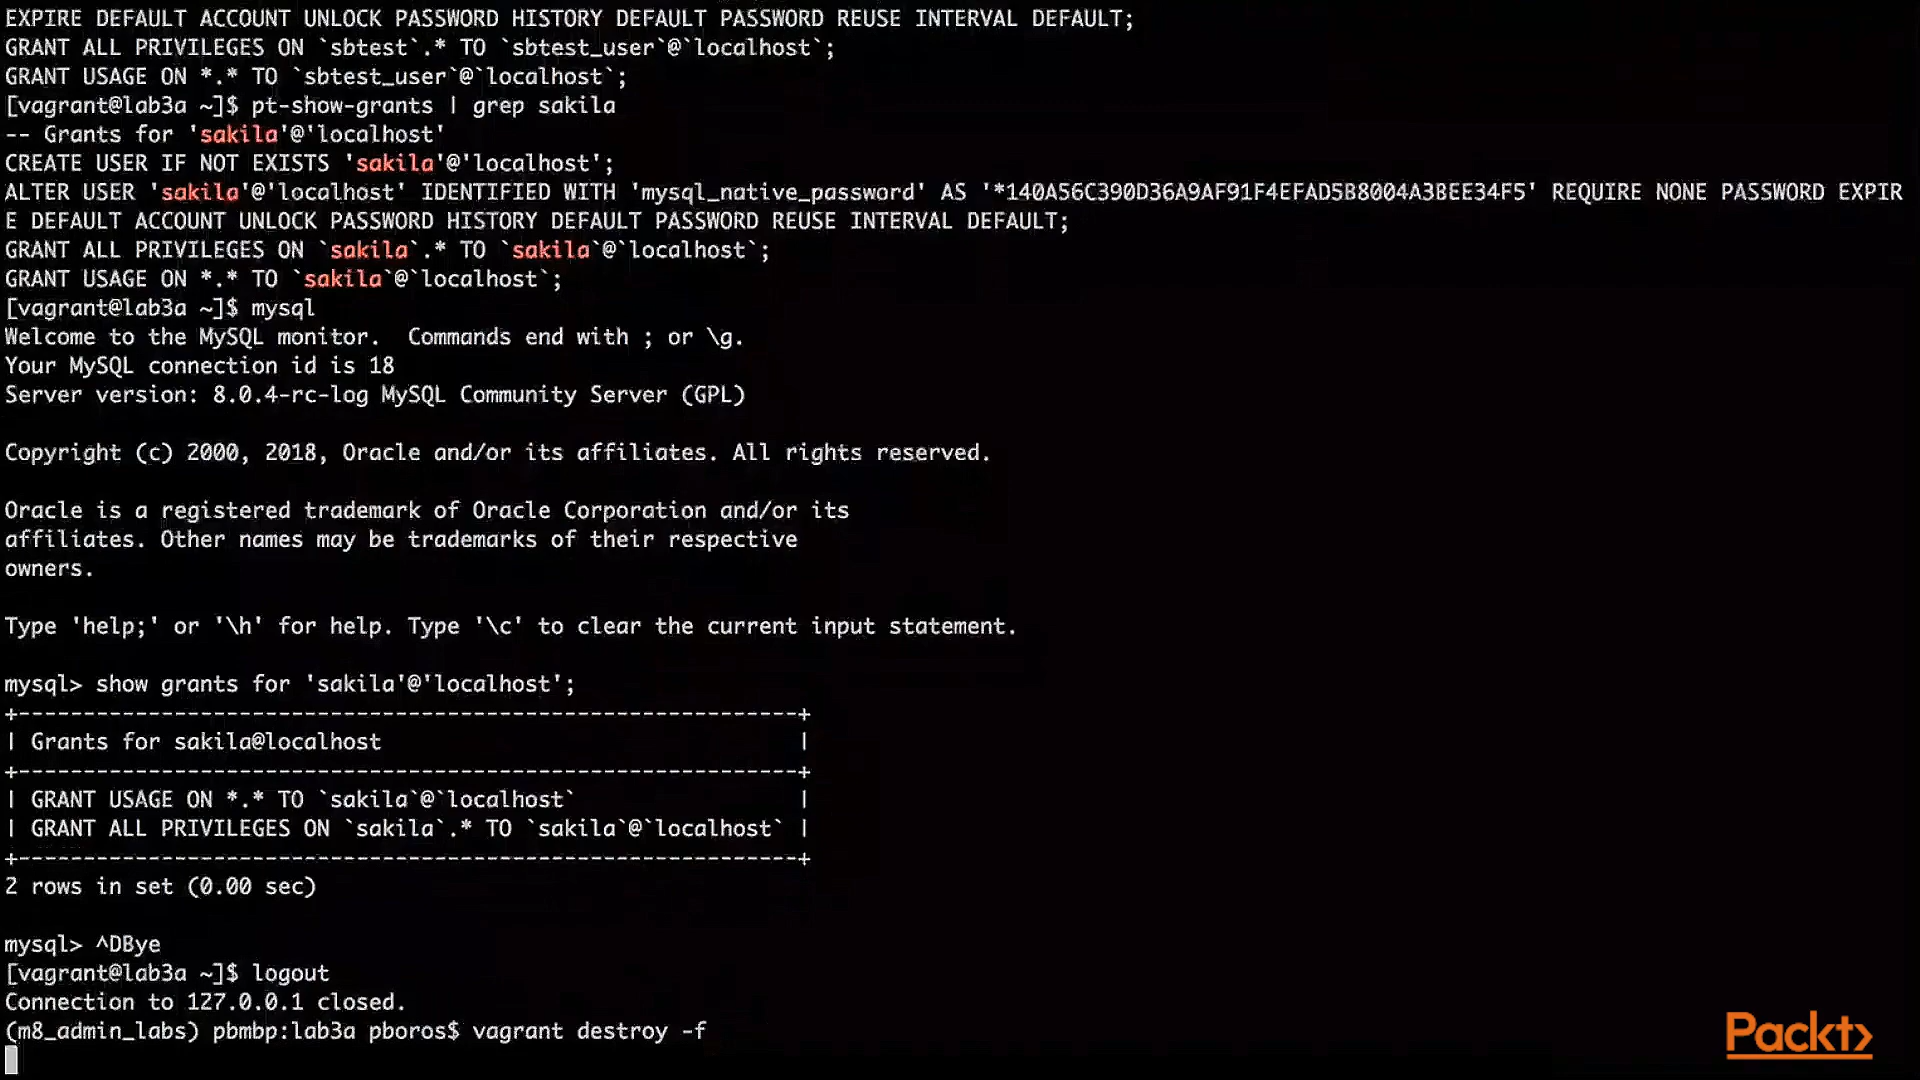 EXPIRE DEFAULT ACCOUNT UNLOCK PASSWORD HISTORY DEFAULT PASSWORD REUSE INTERVAL DEFAULT;
GRANT ALL PRIVILEGES ON `sbtest`.* TO `sbtest_user`@`localhost`;
GRANT USAGE ON *.* TO `sbtest_user`@`localhost`;
[vagrant@lab3a ~]$ pt-show-grants | grep sakila
-- Grants for 'sakila'@'localhost'
CREATE USER IF NOT EXISTS 'sakila'@'localhost';
ALTER USER 'sakila'@'localhost' IDENTIFIED WITH 'mysql_native_password' AS '*140A56C390D36A9AF91F4EFAD5B8004A3BEE34F5' REQUIRE NONE PASSWORD EXPIR
E DEFAULT ACCOUNT UNLOCK PASSWORD HISTORY DEFAULT PASSWORD REUSE INTERVAL DEFAULT;
GRANT ALL PRIVILEGES ON `sakila`.* TO `sakila`@`localhost`;
GRANT USAGE ON *.* TO `sakila`@`localhost`;
[vagrant@lab3a ~]$ mysql
Welcome to the MySQL monitor.  Commands end with ; or \g.
Your MySQL connection id is 18
Server version: 8.0.4-rc-log MySQL Community Server (GPL)
Copyright (c) 2000, 2018, Oracle and/or its affiliates. All rights reserved.
Oracle is a registered trademark of Oracle Corporation and/or its
affiliates. Other names may be trademarks of their respective
owners.
Type 'help;' or '\h' for help. Type '\c' to clear the current input statement.
mysql> show grants for 'sakila'@'localhost';
+------------------------------------------------------------+
| Grants for sakila@localhost                                |
+------------------------------------------------------------+
| GRANT USAGE ON *.* TO `sakila`@`localhost`                 |
| GRANT ALL PRIVILEGES ON `sakila`.* TO `sakila`@`localhost` |
+------------------------------------------------------------+
2 rows in set (0.00 sec)
mysql> ^DBye
[vagrant@lab3a ~]$ logout
Connection to 127.0.0.1 closed.
(m8_admin_labs) pbmbp:lab3a pboros$ vagrant destroy -f
Packt>